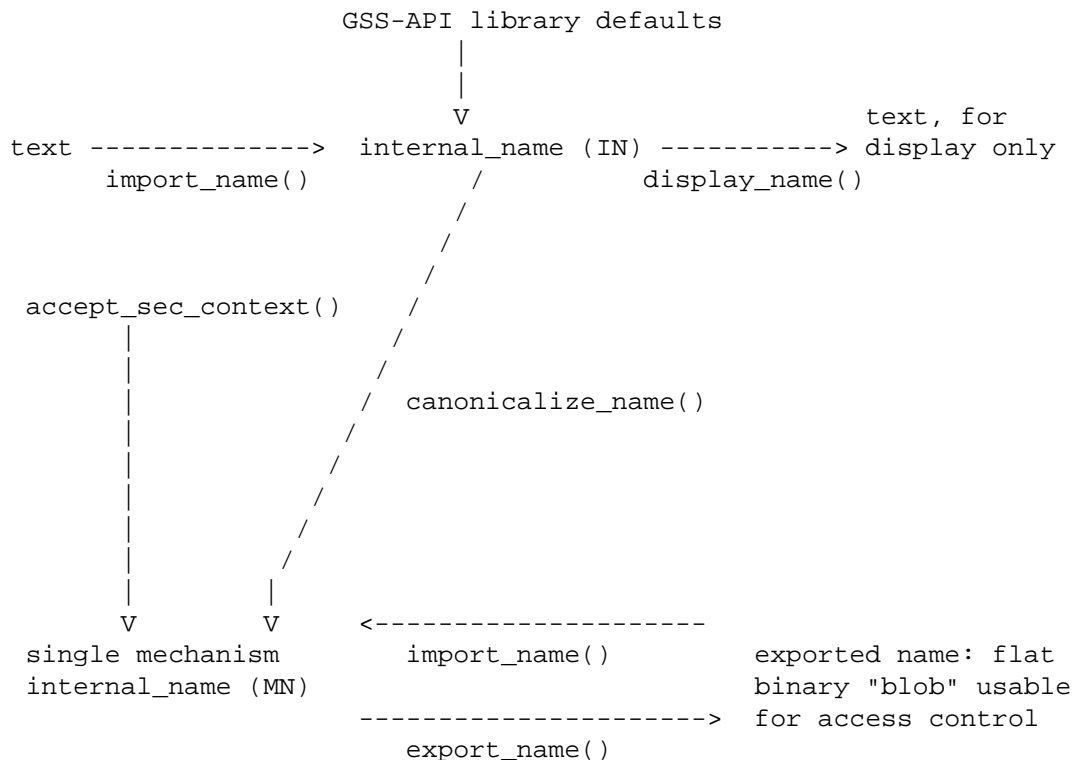 GSS-API library defaults
|
|
V text, for
text --------------> internal_name (IN) -----------> display only
import_name() / display_name()
/
/
/
accept_sec_context() /
| /
| /
| / canonicalize_name()
| /
| /
| /
| /
| /
| |
V V <---------------------
single mechanism import_name() exported name: flat
internal_name (MN) binary "blob" usable
----------------------> for access control
export_name()